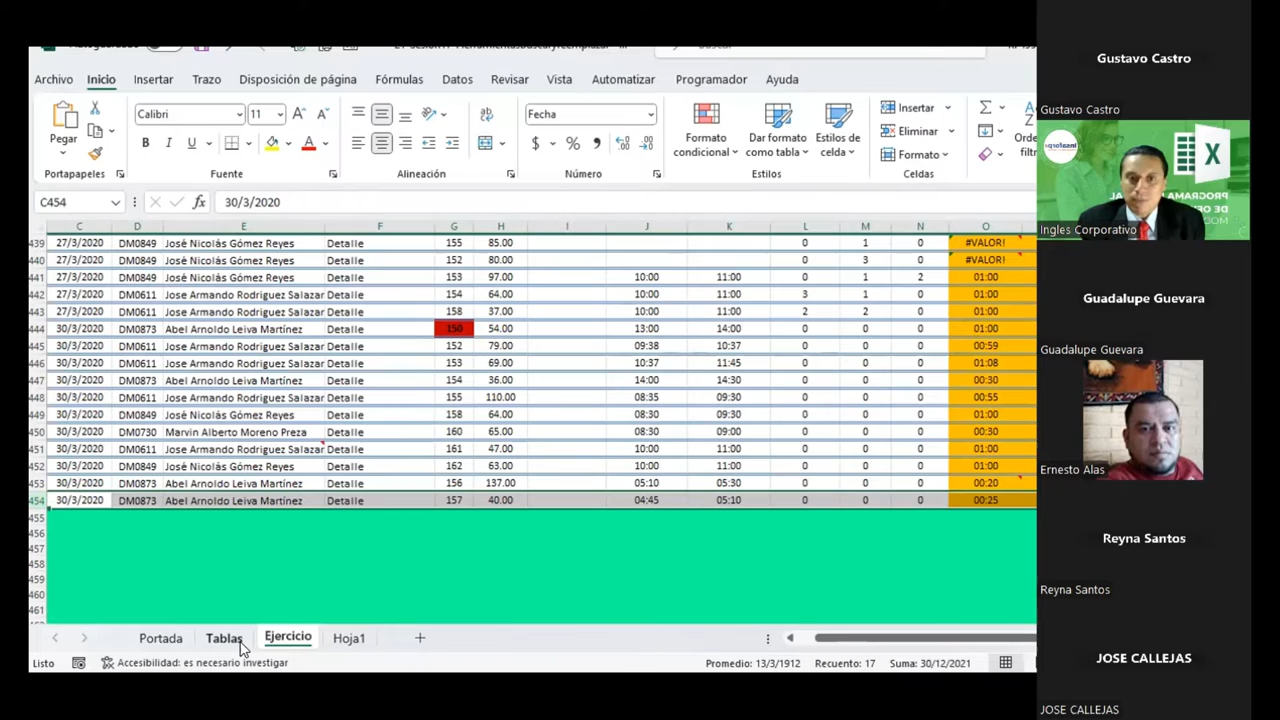 Archivo Inicio Insertar Trazo Disposición de página Fórmulas Datos Revisar Vista Automatizar Programador Ayuda
Pegar
Calibri 11
N K S
Fecha
$ %
Formato condicional
Dar formato como tabla
Estilos de celda
Insertar
Eliminar
Formato
Portapapeles Fuente Alineación Número Estilos Celdas
C454 fx 30/3/2020
C D E F G H I J K L M N O
439 27/3/2020 DM0849 José Nicolás Gómez Reyes Detalle 155 85.00 0 1 0 #VALOR!
440 27/3/2020 DM0849 José Nicolás Gómez Reyes Detalle 152 80.00 0 3 0 #VALOR!
441 27/3/2020 DM0849 José Nicolás Gómez Reyes Detalle 153 97.00 10:00 11:00 0 1 2 01:00
442 27/3/2020 DM0611 Jose Armando Rodriguez Salazar Detalle 154 64.00 10:00 11:00 3 1 0 01:00
443 27/3/2020 DM0611 Jose Armando Rodriguez Salazar Detalle 158 37.00 10:00 11:00 2 2 0 01:00
444 30/3/2020 DM0873 Abel Arnoldo Leiva Martínez Detalle 150 54.00 13:00 14:00 0 0 0 01:00
445 30/3/2020 DM0611 Jose Armando Rodriguez Salazar Detalle 152 79.00 09:38 10:37 0 0 0 00:59
446 30/3/2020 DM0611 Jose Armando Rodriguez Salazar Detalle 153 69.00 10:37 11:45 0 0 0 01:08
447 30/3/2020 DM0873 Abel Arnoldo Leiva Martínez Detalle 154 36.00 14:00 14:30 0 0 0 00:30
448 30/3/2020 DM0611 Jose Armando Rodriguez Salazar Detalle 155 110.00 08:35 09:30 0 0 0 00:55
449 30/3/2020 DM0849 José Nicolás Gómez Reyes Detalle 158 64.00 08:30 09:30 0 0 0 01:00
450 30/3/2020 DM0730 Marvin Alberto Moreno Preza Detalle 160 65.00 08:30 09:00 0 0 0 00:30
451 30/3/2020 DM0611 Jose Armando Rodriguez Salazar Detalle 161 47.00 10:00 11:00 0 0 0 01:00
452 30/3/2020 DM0849 José Nicolás Gómez Reyes Detalle 162 63.00 10:00 11:00 0 0 0 01:00
453 30/3/2020 DM0873 Abel Arnoldo Leiva Martínez Detalle 156 137.00 05:10 05:30 0 0 0 00:20
454 30/3/2020 DM0873 Abel Arnoldo Leiva Martínez Detalle 157 40.00 04:45 05:10 0 0 0 00:25
455
456
457
458
459
460
461
Portada Tablas Ejercicio Hoja1
Listo Accesibilidad: es necesario investigar Promedio: 13/3/1912 Recuento: 17 Suma: 30/12/2021
Gustavo Castro
Gustavo Castro
Ingles Corporativo
Guadalupe Guevara
Guadalupe Guevara
Ernesto Alas
Reyna Santos
Reyna Santos
JOSE CALLEJAS
JOSE CALLEJAS